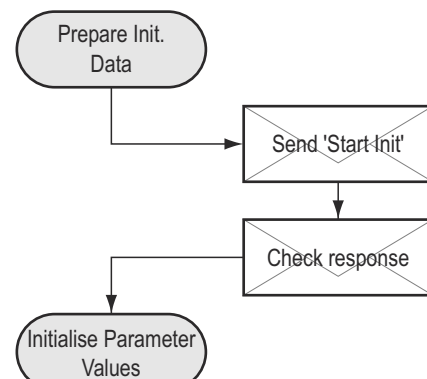 Prepare Init.
Data
Send 'Start Init'
Check response
Initialise Parameter
Values